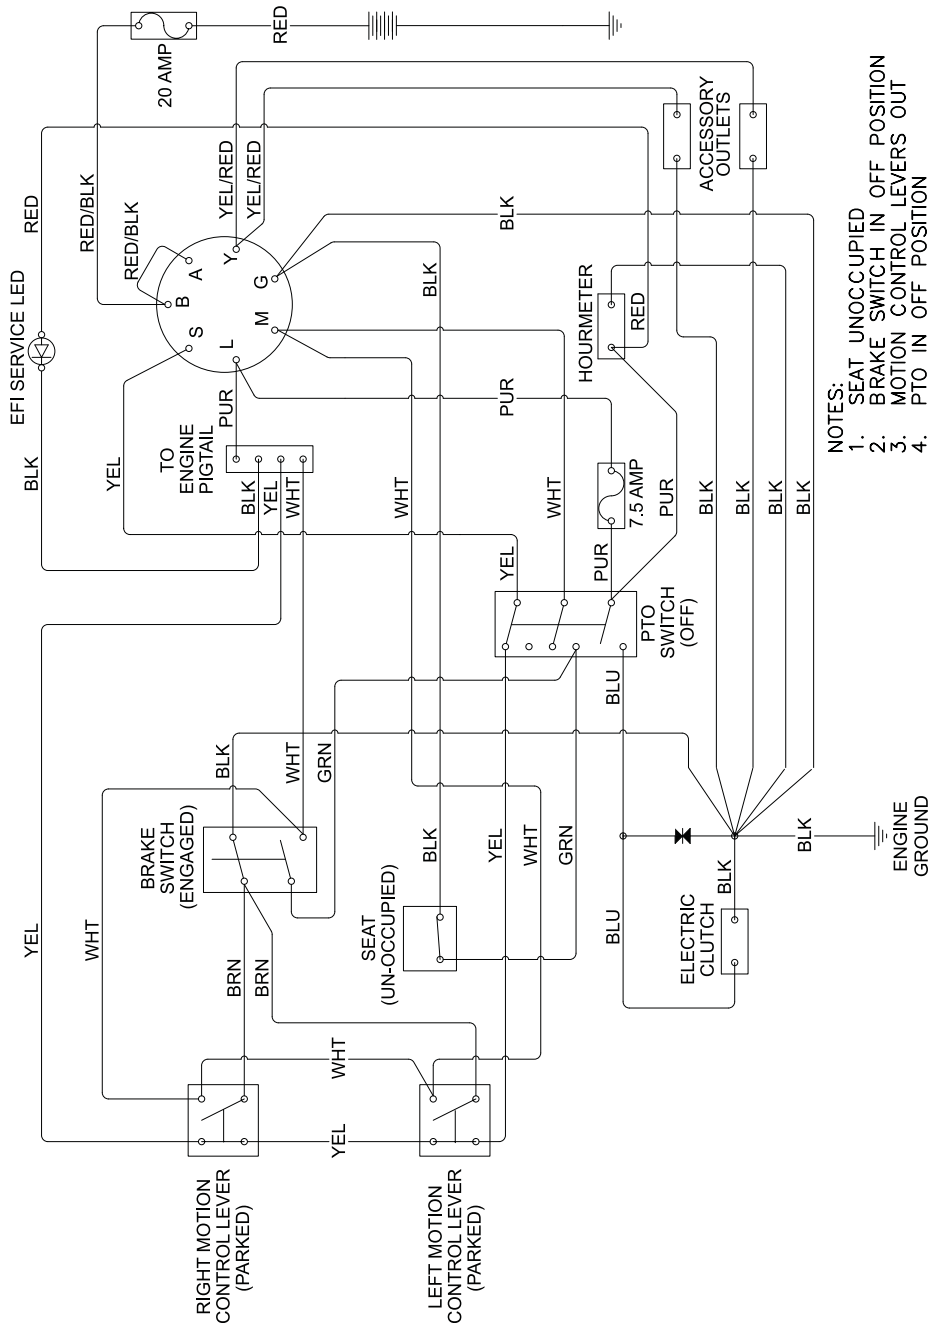 RED
20 AMP
RED
RED/BLK
RED/BLK
YEL/RED
YEL/RED
ACCESSORY
OUTLETS
EFI SERVICE LED
A
B
S
L
M
G
Y
BLK
BLK
HOURMETER
RED
BLK
YEL
TO
ENGINE
PIGTAIL
PUR
BLK
YEL
WHT
WHT
PUR
WHT
7.5 AMP
PUR
PUR
BLK
BLK
BLK
BLK
YEL
PTO
SWITCH
(OFF)
BLU
BLK
WHT
GRN
BRAKE
SWITCH
(ENGAGED)
BLK
YEL
WHT
GRN
YEL
WHT
BRN
BRN
SEAT
(UN-OCCUPIED)
BLU
ELECTRIC
CLUTCH
BLK
BLK
ENGINE
GROUND
WHT
YEL
RIGHT MOTION
CONTROL LEVER
(PARKED)
LEFT MOTION
CONTROL LEVER
(PARKED)
NOTES:
1. SEAT UNOCCUPIED
2. BRAKE SWITCH IN OFF POSITION
3. MOTION CONTROL LEVERS OUT
4. PTO IN OFF POSITION